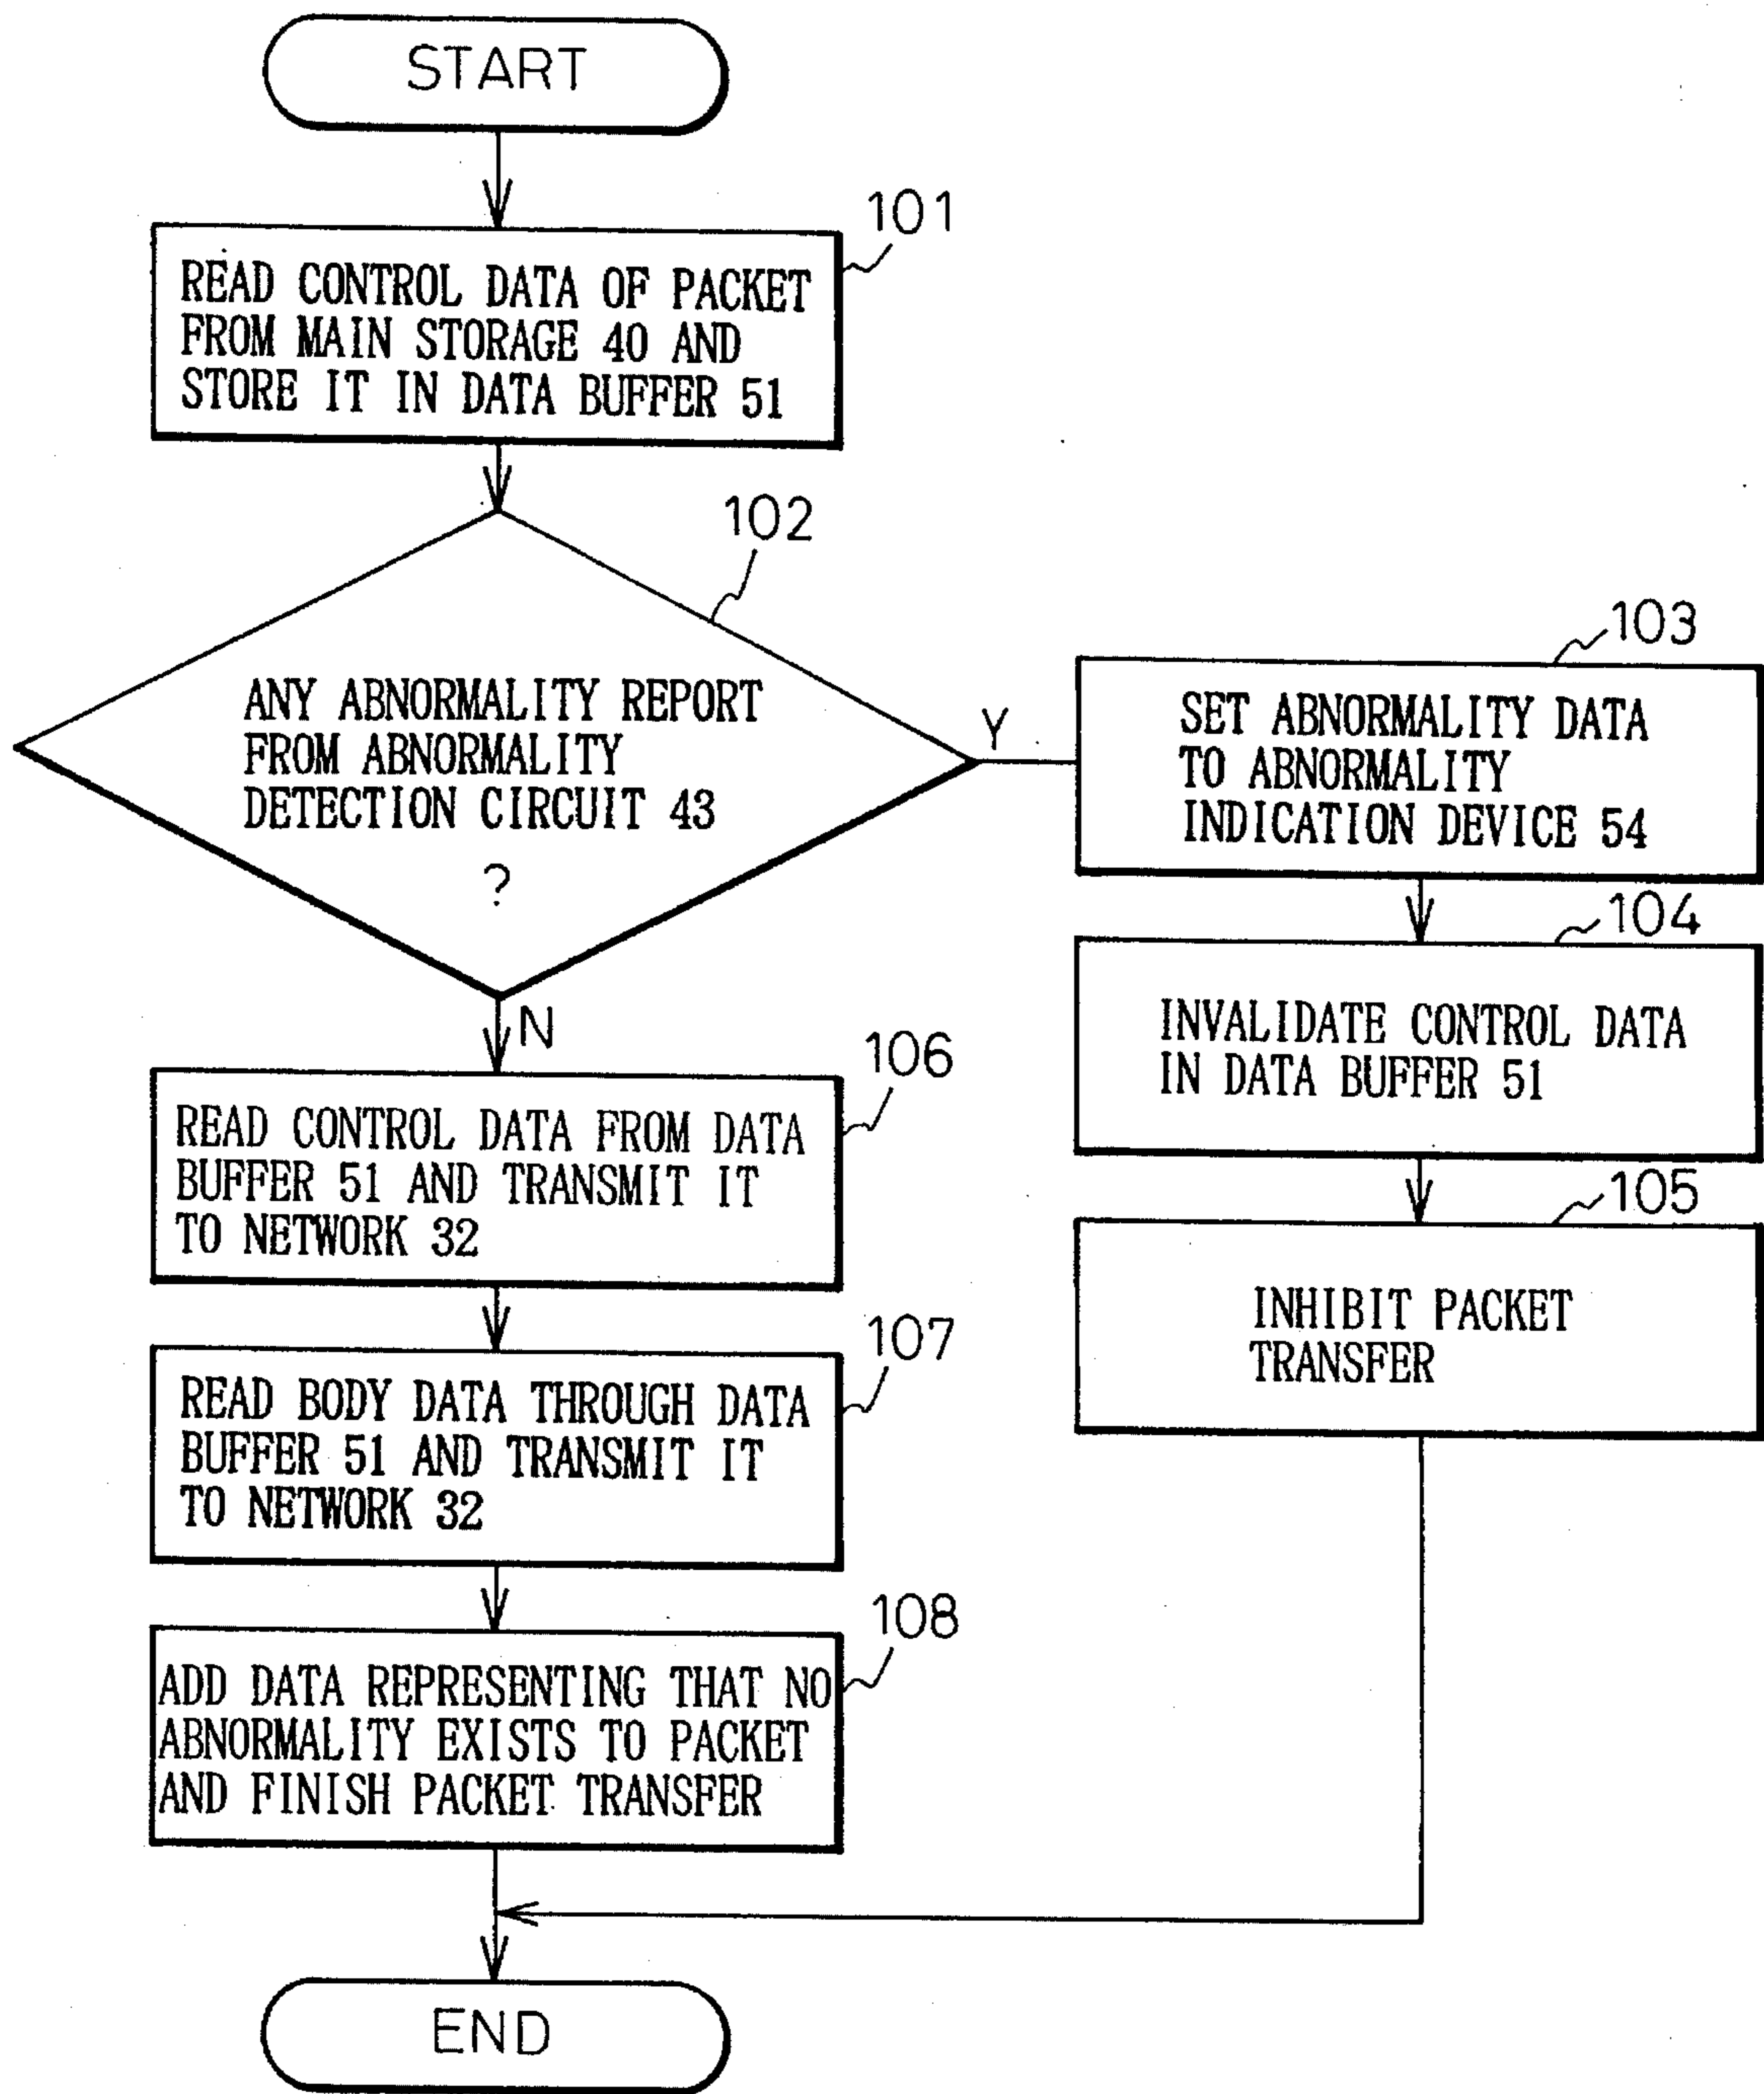 START
101
READ CONTROL DATA OF PACKET
FROM MAIN STORAGE 40 AND
STORE IT IN DATA BUFFER 51
102
ANY ABNORMALITY REPORT
FROM ABNORMALITY
DETECTION CIRCUIT 43
?
Y
N
103
SET ABNORMALITY DATA
TO ABNORMALITY
INDICATION DEVICE 54
104
INVALIDATE CONTROL DATA
IN DATA BUFFER 51
105
INHIBIT PACKET
TRANSFER
106
READ CONTROL DATA FROM DATA
BUFFER 51 AND TRANSMIT IT
TO NETWORK 32
107
READ BODY DATA THROUGH DATA
BUFFER 51 AND TRANSMIT IT
TO NETWORK 32
108
ADD DATA REPRESENTING THAT NO
ABNORMALITY EXISTS TO PACKET
AND FINISH PACKET TRANSFER
END